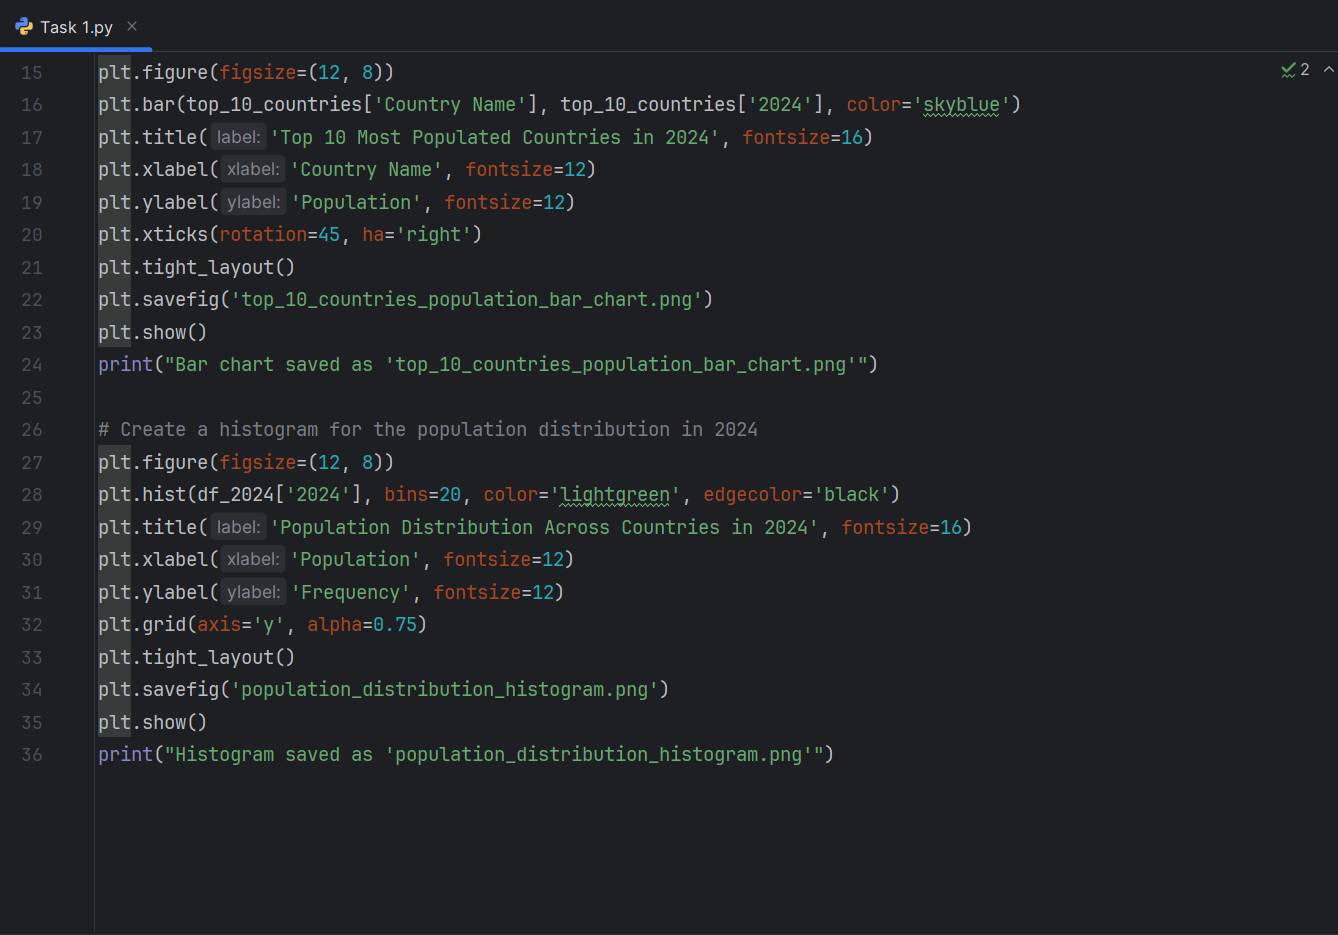 Task 1.py
2
15 plt.figure(figsize=(12, 8))
16 plt.bar(top_10_countries['Country Name'], top_10_countries['2024'], color='skyblue')
17 plt.title( label: 'Top 10 Most Populated Countries in 2024', fontsize=16)
18 plt.xlabel( xlabel: 'Country Name', fontsize=12)
19 plt.ylabel( ylabel: 'Population', fontsize=12)
20 plt.xticks(rotation=45, ha='right')
21 plt.tight_layout()
22 plt.savefig('top_10_countries_population_bar_chart.png')
23 plt.show()
24 print("Bar chart saved as 'top_10_countries_population_bar_chart.png'")
25
26 # Create a histogram for the population distribution in 2024
27 plt.figure(figsize=(12, 8))
28 plt.hist(df_2024['2024'], bins=20, color='lightgreen', edgecolor='black')
29 plt.title( label: 'Population Distribution Across Countries in 2024', fontsize=16)
30 plt.xlabel( xlabel: 'Population', fontsize=12)
31 plt.ylabel( ylabel: 'Frequency', fontsize=12)
32 plt.grid(axis='y', alpha=0.75)
33 plt.tight_layout()
34 plt.savefig('population_distribution_histogram.png')
35 plt.show()
36 print("Histogram saved as 'population_distribution_histogram.png'")